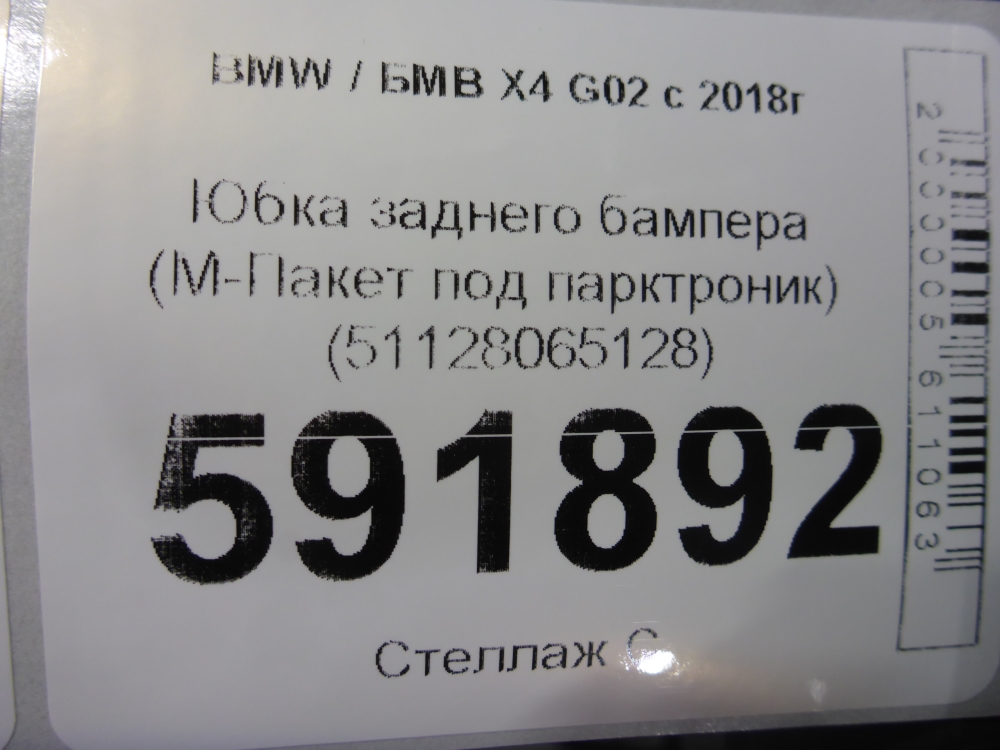 BMW / БМВ X4 G02 с 2018г
Юбка заднего бампера
(М-Пакет под парктроник)
(51128065128)
591892
Стеллаж
2000005611063